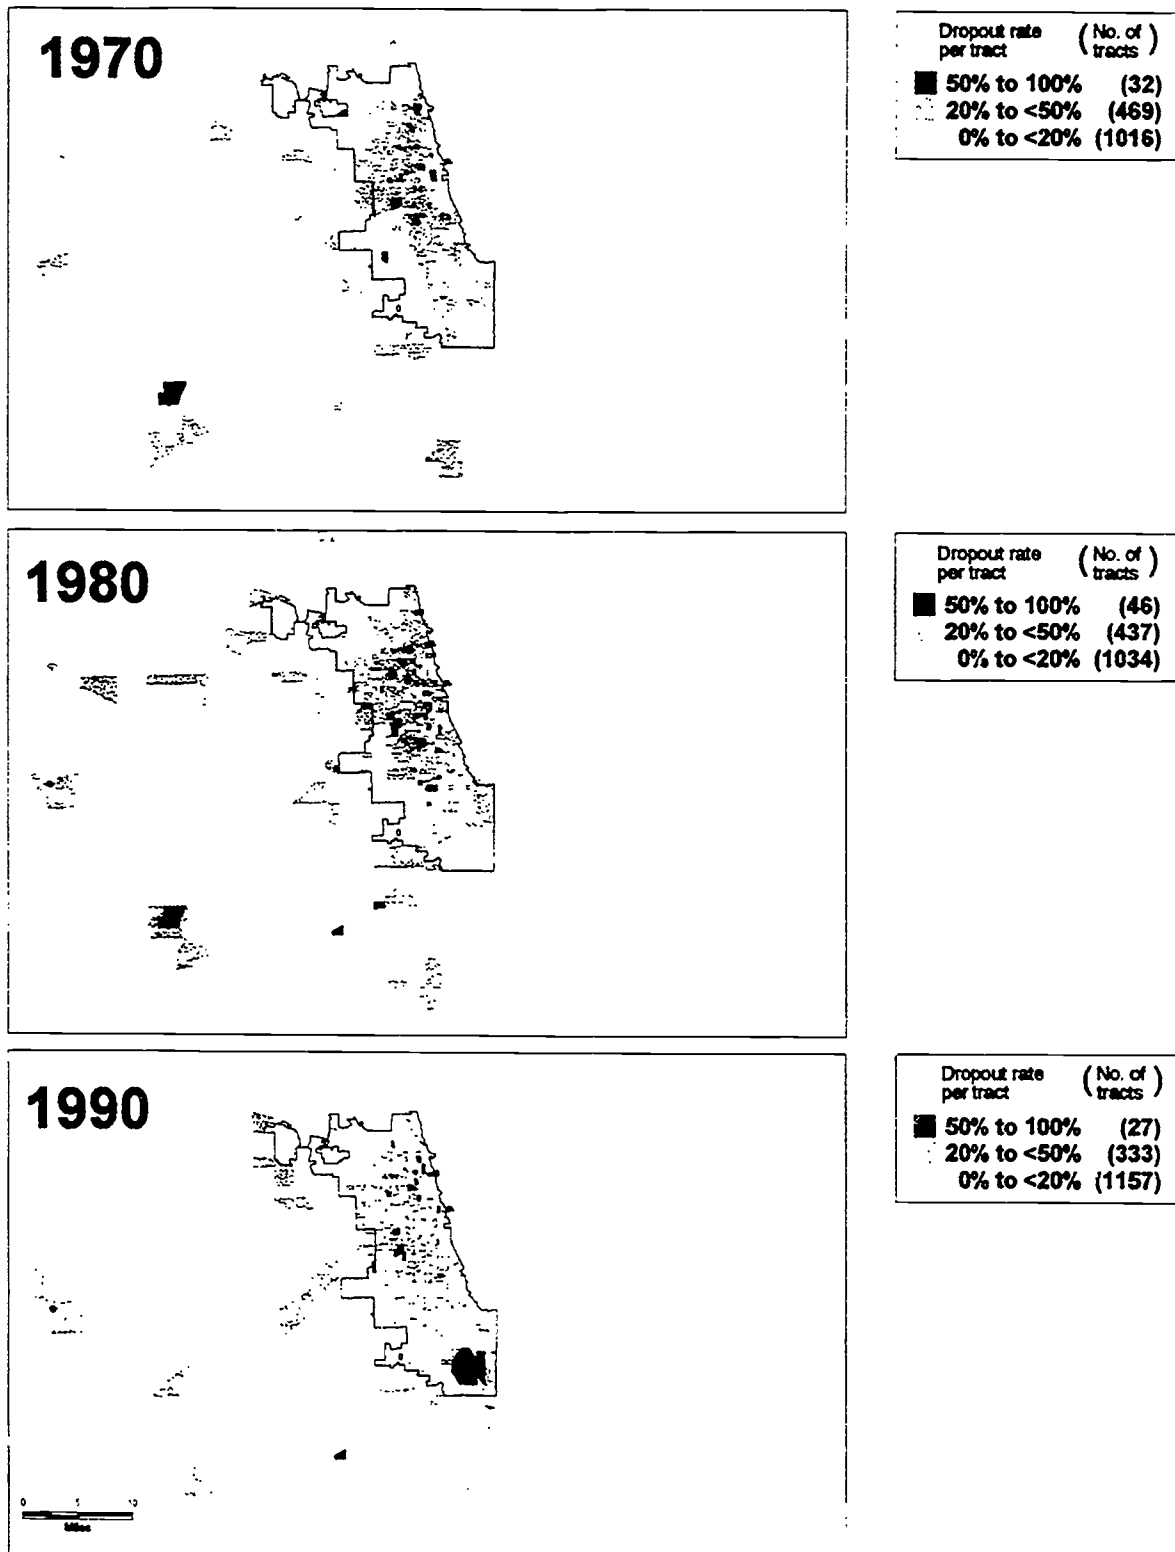 1970
Dropout rate (No. of
per tract tracts)
50% to 100% (32)
20% to <50% (469)
0% to <20% (1016)
1980
Dropout rate (No. of
per tract tracts)
50% to 100% (46)
20% to <50% (437)
0% to <20% (1034)
1990
Dropout rate (No. of
per tract tracts)
50% to 100% (27)
20% to <50% (333)
0% to <20% (1157)
0 5 10
Miles